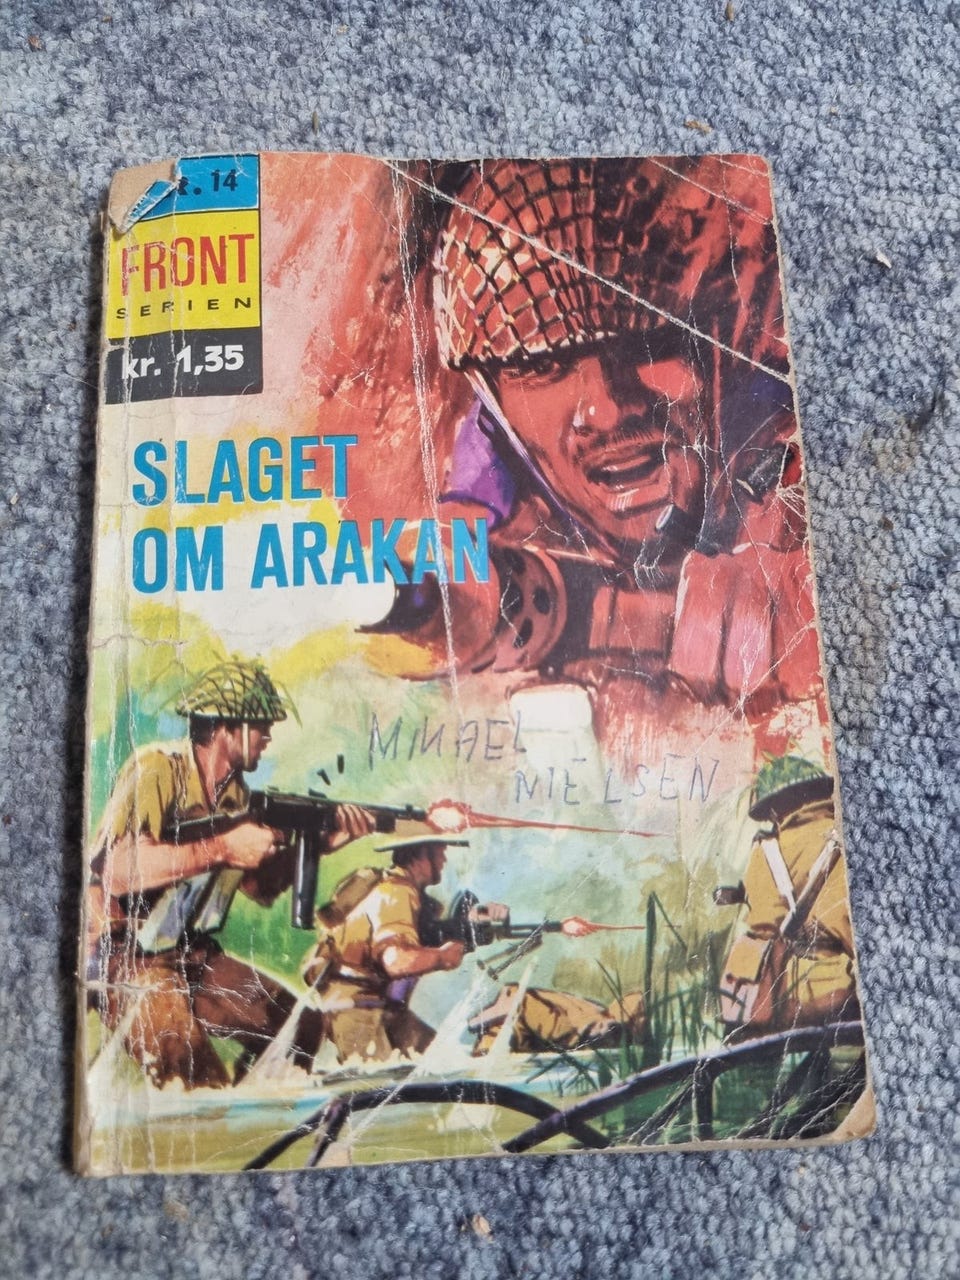 R. 14
FRONT
SERIEN
kr. 1,35
SLAGET
OM ARAKAN
MIKAEL
NIELSEN